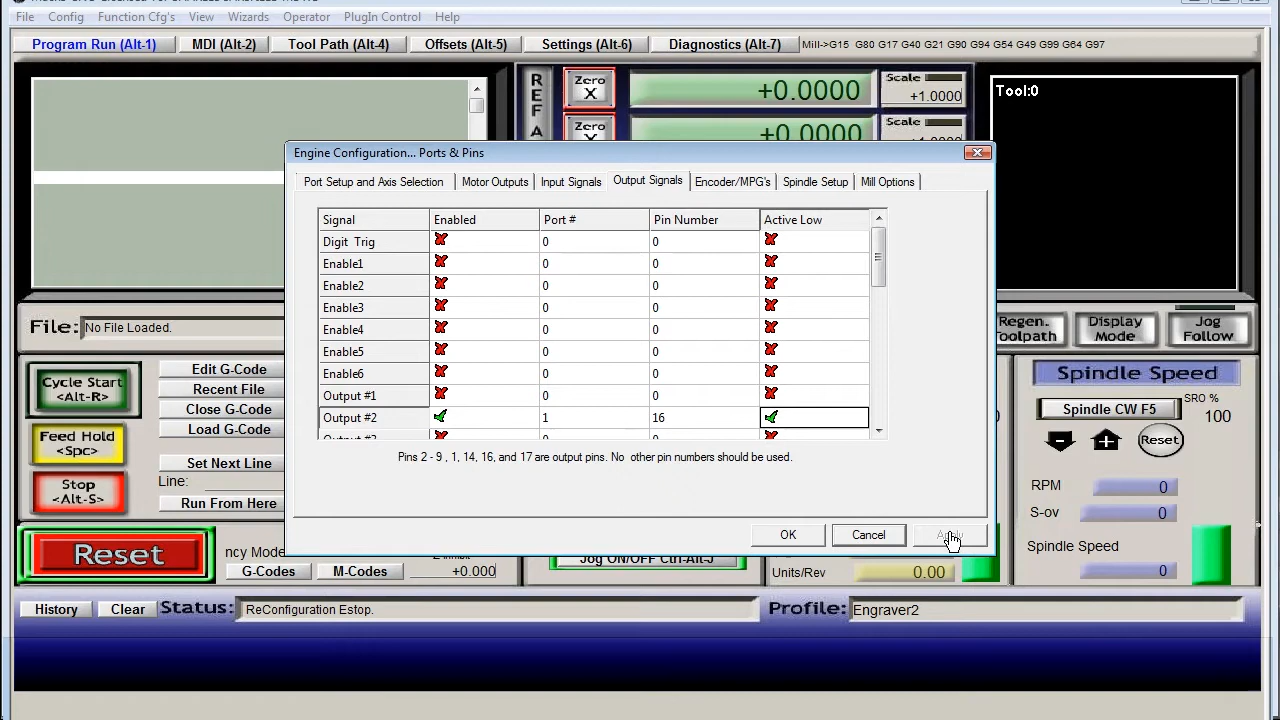 File Config Function Cfg's View Wizards Operator PlugIn Control Help
Program Run (Alt-1) MDI (Alt-2) Tool Path (Alt-4) Offsets (Alt-5) Settings (Alt-6) Diagnostics (Alt-7) Mill->G15 G80 G17 G40 G21 G90 G94 G54 G49 G99 G64 G97
REF A
Zero X +0.0000 Scale +1.0000
Zero +0.0000 Scale
Tool:0
Engine Configuration... Ports & Pins
Port Setup and Axis Selection Motor Outputs Input Signals Output Signals Encoder/MPG's Spindle Setup Mill Options
Signal Enabled Port # Pin Number Active Low
Digit Trig 0 0
Enable1 0 0
Enable2 0 0
Enable3 0 0
Enable4 0 0
Enable5 0 0
Enable6 0 0
Output #1 0 0
Output #2 1 16
Pins 2 - 9 , 1, 14, 16, and 17 are output pins. No other pin numbers should be used.
OK Cancel
File: No File Loaded.
Cycle Start <Alt-R>
Feed Hold <Spc>
Stop <Alt-S>
Edit G-Code
Recent File
Close G-Code
Load G-Code
Set Next Line
Line:
Run From Here
Reset
ncy Mode
G-Codes M-Codes +0.000
Jog ON/OFF Ctrl-Alt-J
Units/Rev 0.00
Regen. Toolpath
Display Mode
Jog Follow
Spindle Speed
Spindle CW F5
SRO % 100
Reset
RPM 0
S-ov 0
Spindle Speed 0
History Clear Status: ReConfiguration Estop. Profile: Engraver2